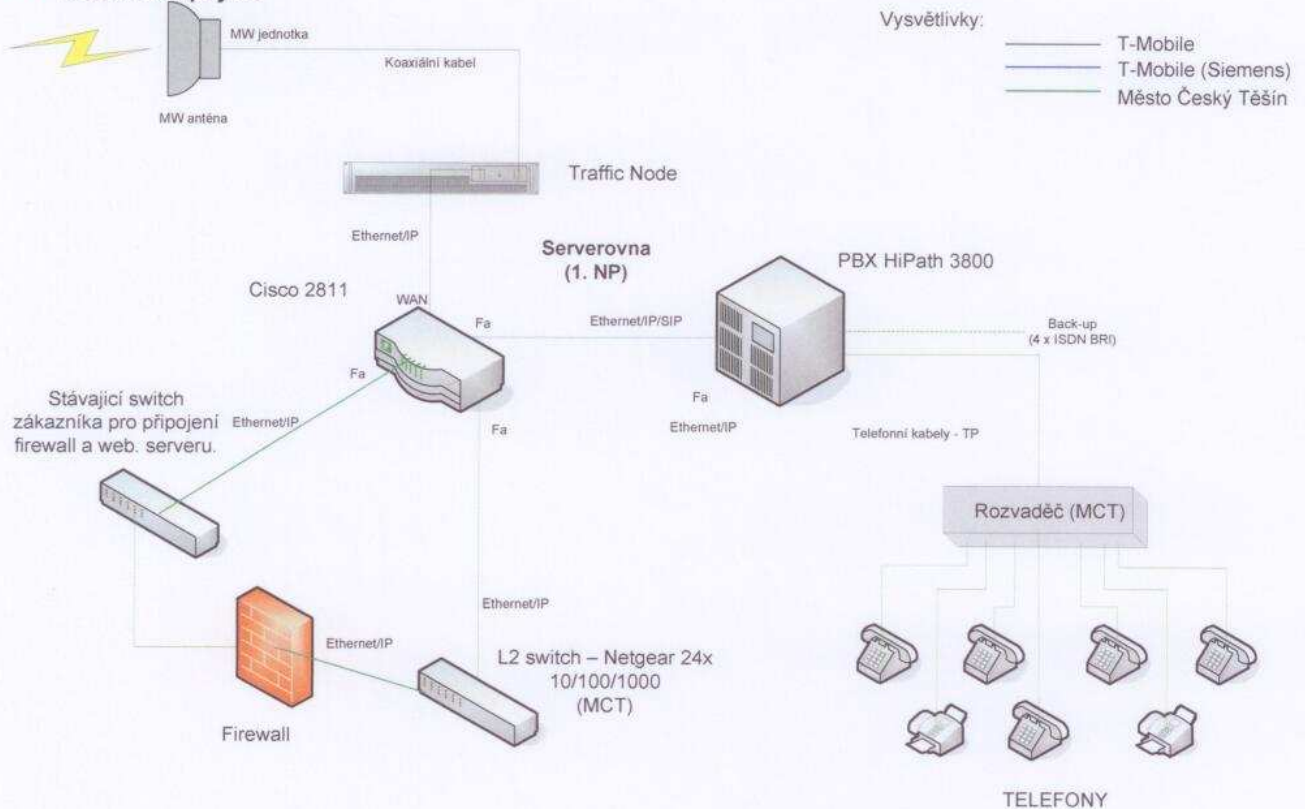 MW jednotka
Koaxiální kabel
MW anténa
Vysvětlivky:
T-Mobile
T-Mobile (Siemens)
Město Český Těšín
Traffic Node
Ethernet/IP
Serverovna
(1. NP)
PBX HiPath 3800
Cisco 2811
WAN
Fa
Ethernet/IP/SIP
Back-up
(4 x ISDN BRI)
Fa
Stávajicí switch
zákazníka pro připojení
firewall a web. serveru.
Ethernet/IP
Fa
Fa
Ethernet/IP
Telefonní kabely - TP
Rozvaděč (MCT)
Ethernet/IP
Ethernet/IP
L2 switch – Netgear 24x
10/100/1000
(MCT)
Firewall
TELEFONY